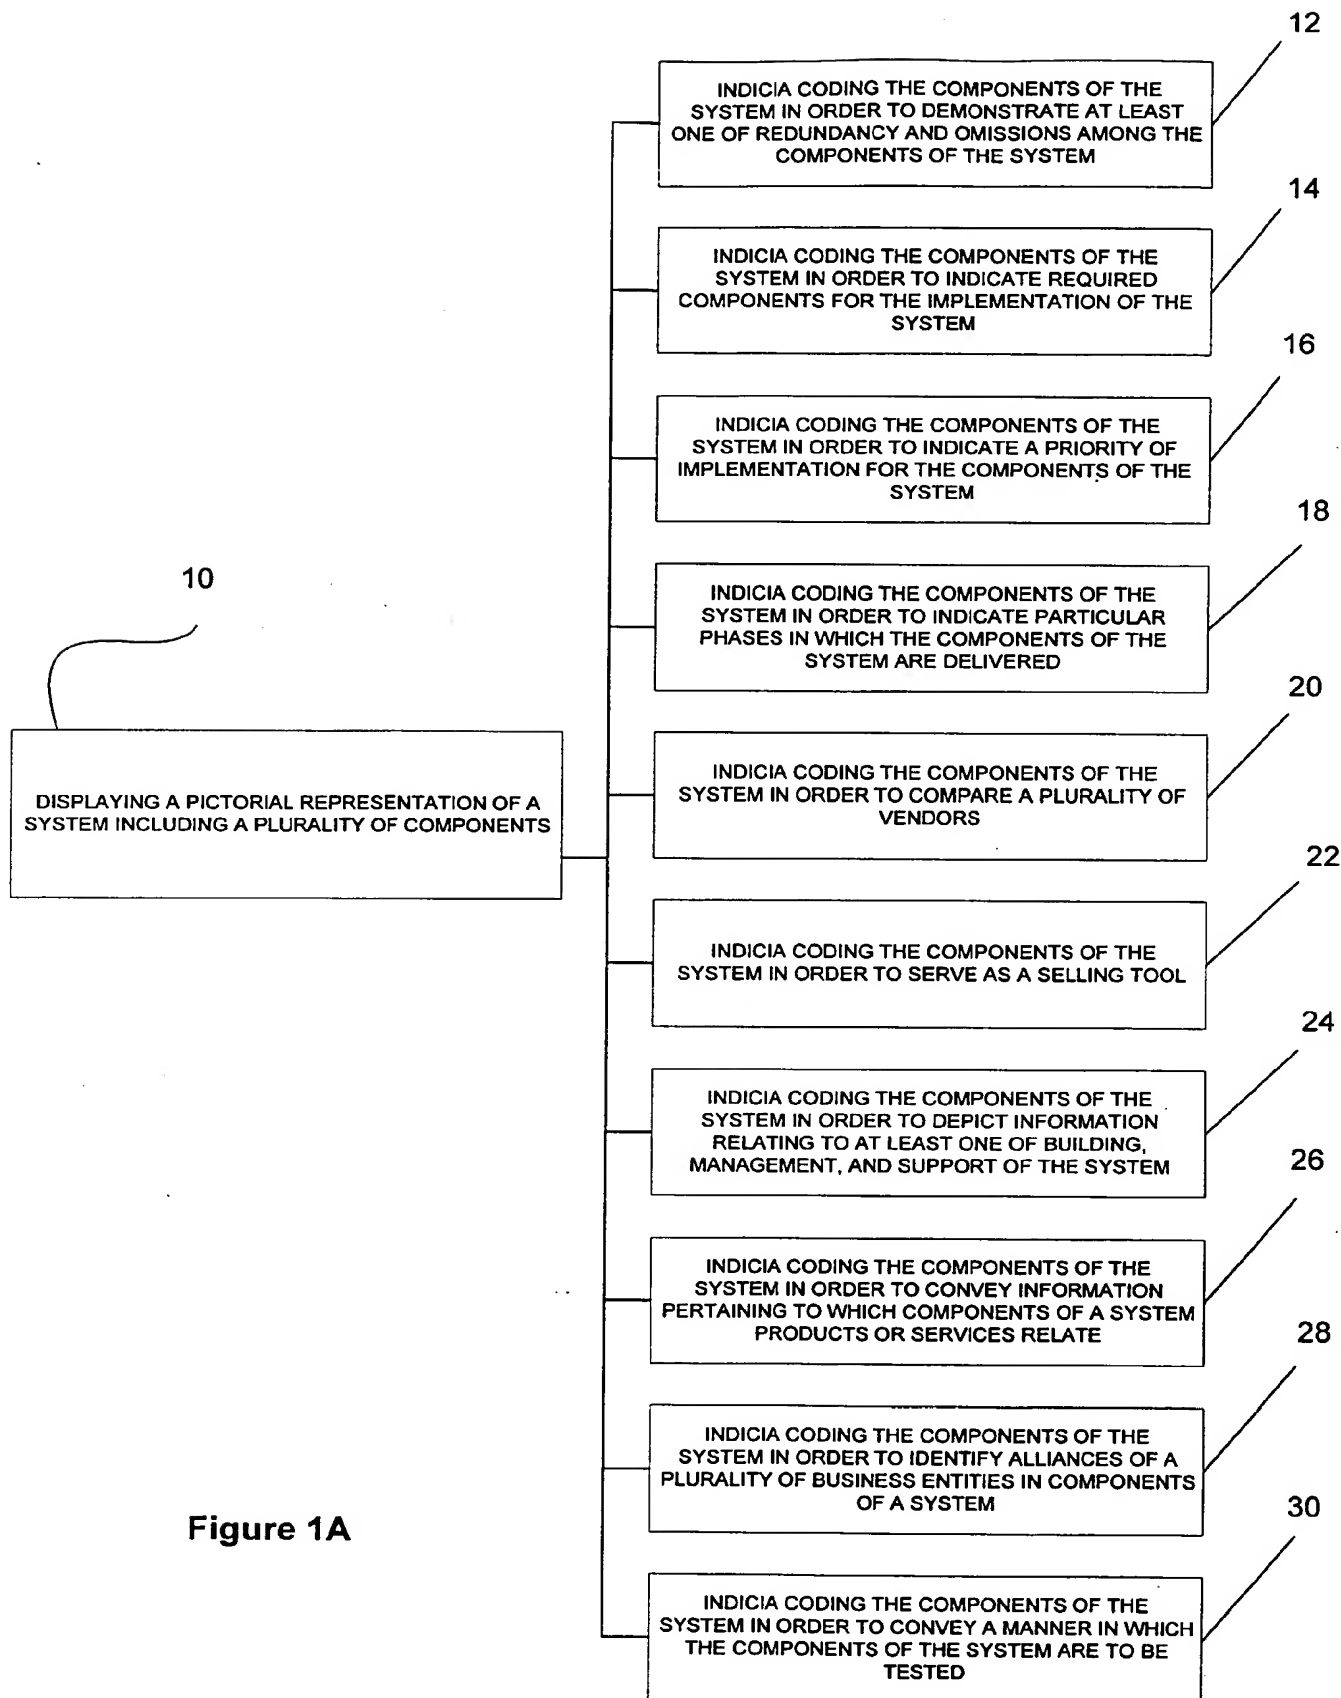 12
INDICIA CODING THE COMPONENTS OF THE
SYSTEM IN ORDER TO DEMONSTRATE AT LEAST
ONE OF REDUNDANCY AND OMISSIONS AMONG THE
COMPONENTS OF THE SYSTEM
14
INDICIA CODING THE COMPONENTS OF THE
SYSTEM IN ORDER TO INDICATE REQUIRED
COMPONENTS FOR THE IMPLEMENTATION OF THE
SYSTEM
16
INDICIA CODING THE COMPONENTS OF THE
SYSTEM IN ORDER TO INDICATE A PRIORITY OF
IMPLEMENTATION FOR THE COMPONENTS OF THE
SYSTEM
18
INDICIA CODING THE COMPONENTS OF THE
SYSTEM IN ORDER TO INDICATE PARTICULAR
PHASES IN WHICH THE COMPONENTS OF THE
SYSTEM ARE DELIVERED
10
DISPLAYING A PICTORIAL REPRESENTATION OF A
SYSTEM INCLUDING A PLURALITY OF COMPONENTS
20
INDICIA CODING THE COMPONENTS OF THE
SYSTEM IN ORDER TO COMPARE A PLURALITY OF
VENDORS
22
INDICIA CODING THE COMPONENTS OF THE
SYSTEM IN ORDER TO SERVE AS A SELLING TOOL
24
INDICIA CODING THE COMPONENTS OF THE
SYSTEM IN ORDER TO DEPICT INFORMATION
RELATING TO AT LEAST ONE OF BUILDING,
MANAGEMENT, AND SUPPORT OF THE SYSTEM
26
INDICIA CODING THE COMPONENTS OF THE
SYSTEM IN ORDER TO CONVEY INFORMATION
PERTAINING TO WHICH COMPONENTS OF A SYSTEM
PRODUCTS OR SERVICES RELATE
28
INDICIA CODING THE COMPONENTS OF THE
SYSTEM IN ORDER TO IDENTIFY ALLIANCES OF A
PLURALITY OF BUSINESS ENTITIES IN COMPONENTS
OF A SYSTEM
30
INDICIA CODING THE COMPONENTS OF THE
SYSTEM IN ORDER TO CONVEY A MANNER IN WHICH
THE COMPONENTS OF THE SYSTEM ARE TO BE
TESTED
Figure 1A